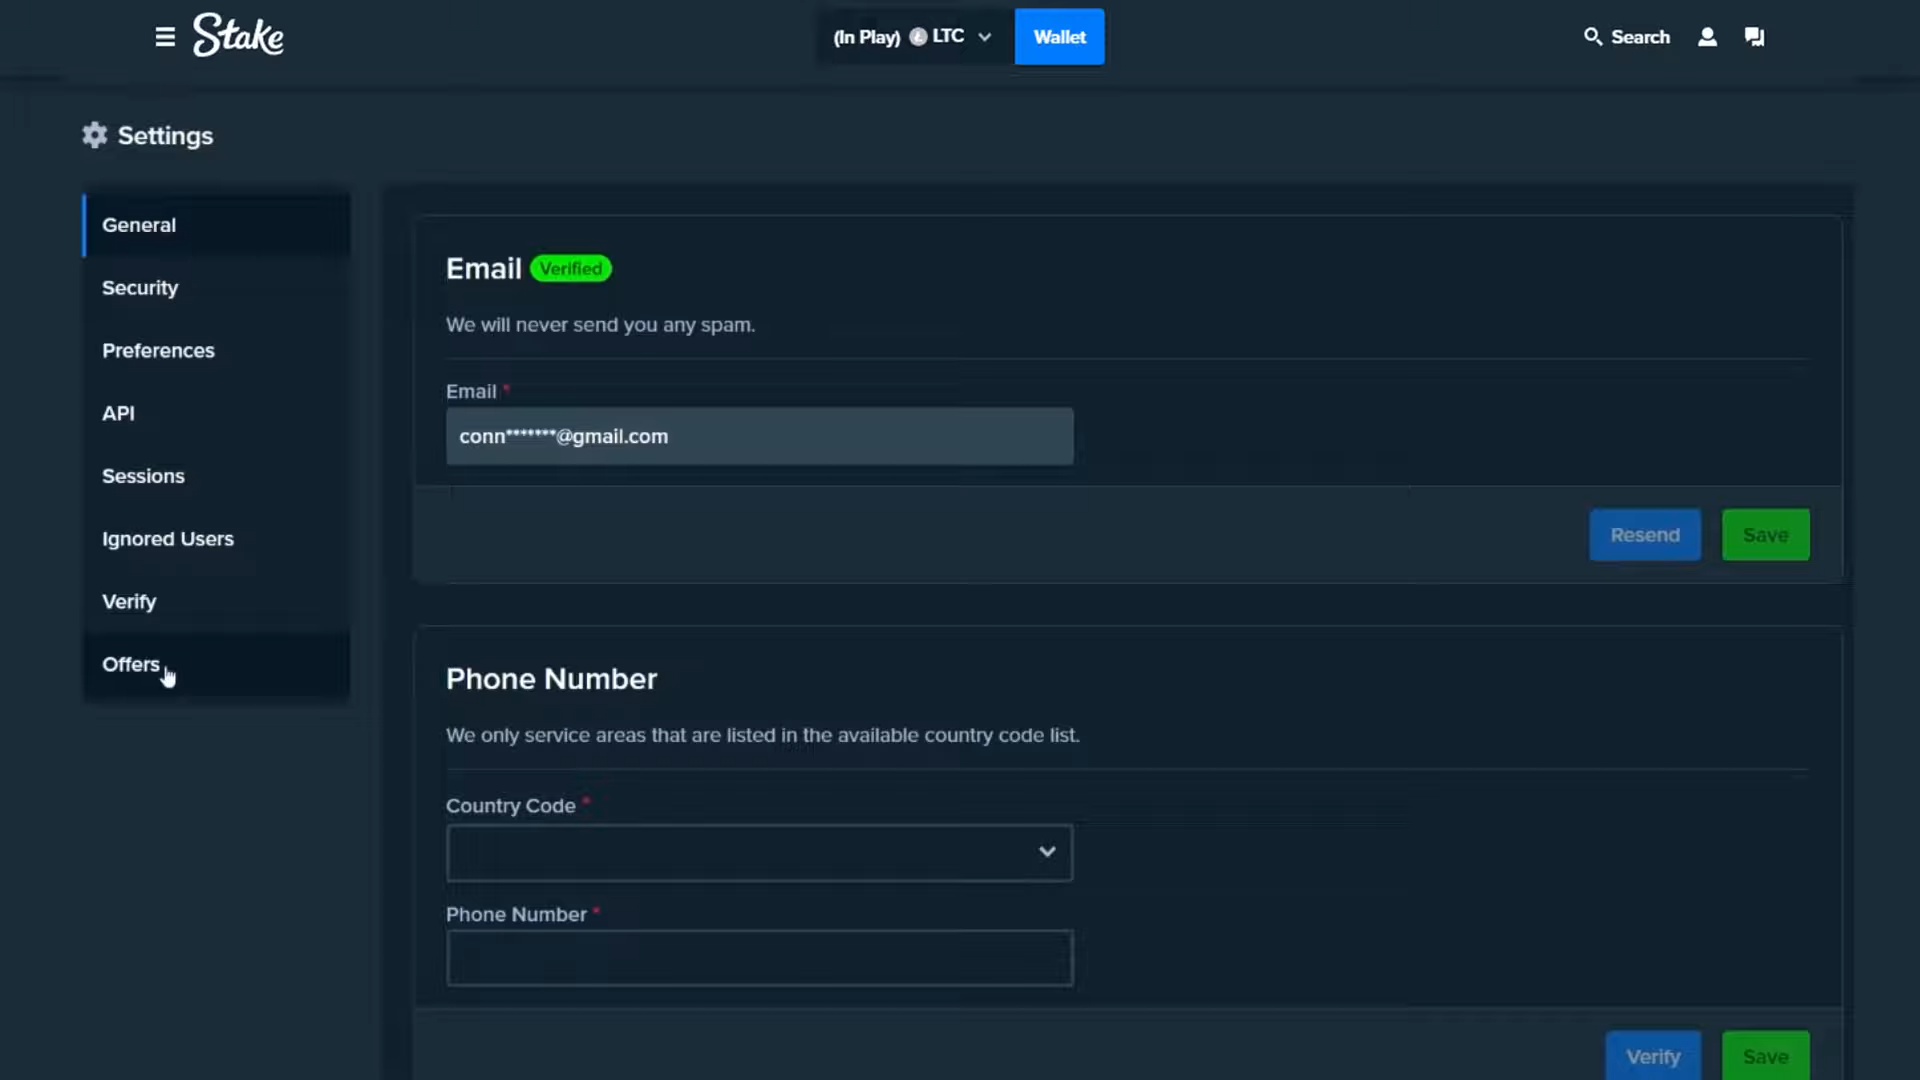 Stake
(In Play) LTC
Wallet
Search
Settings
General
Security
Preferences
API
Sessions
Ignored Users
Verify
Offers
Email Verified
We will never send you any spam.
Email *
conn*******@gmail.com
Resend
Save
Phone Number
We only service areas that are listed in the available country code list.
Country Code *
Phone Number *
Verify
Save